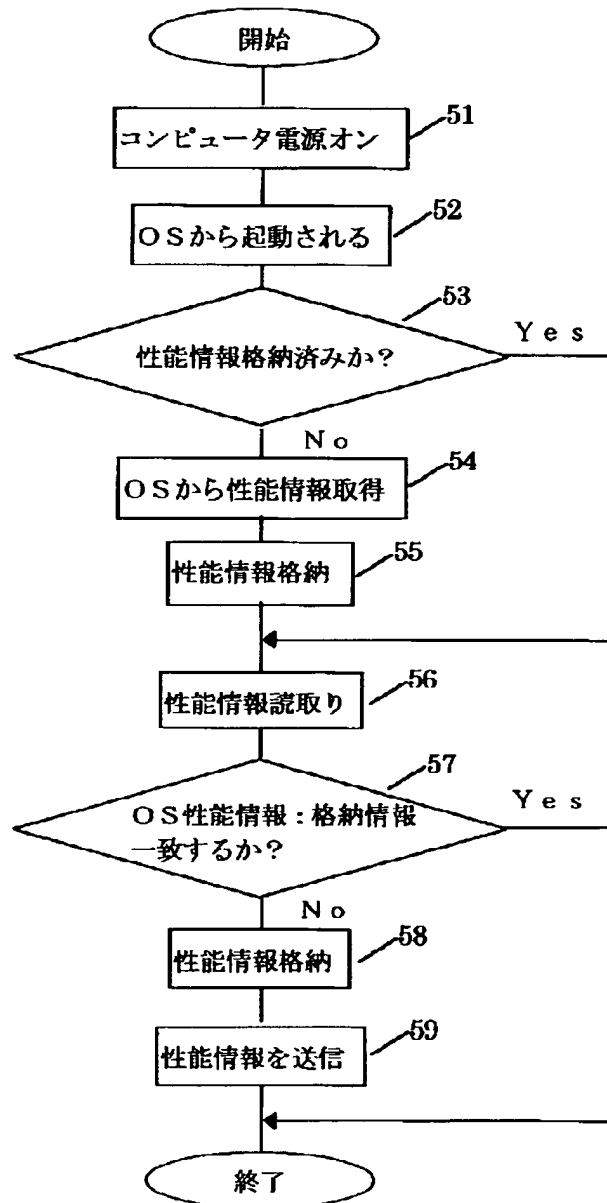 開始
コンピュータ電源オン
51
OSから起動される
52
性能情報格納済みか?
53
Yes
No
OSから性能情報取得
54
性能情報格納
55
性能情報読取り
56
OS性能情報:格納情報
一致するか?
57
Yes
No
性能情報格納
58
性能情報を送信
59
終了